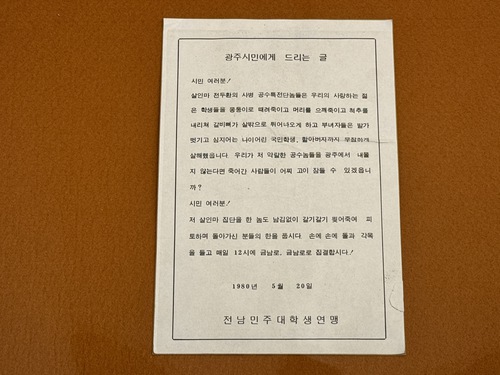 광주시민에게 드리는 글
시민 여러분!
살인마 전두환의 사병 공수특전단놈들은 우리의 사랑하는 젊
은 학생들을 몽둥이로 때려죽이고 머리를 으깨죽이고 척추를
내리쳐 갈비뼈가 살밖으로 튀어나오게 하고 부녀자들은 발가
벗기고 심지어는 나이어린 국민학생, 할아버지까지 무참하게
살해했읍니다. 우리가 저 악랄한 공수놈들을 광주에서 내몰
지 않는다면 죽어간 사람들이 어찌 고이 잠들 수 있겠읍니
까?
시민 여러분!
저 살인마 집단을 한 놈도 남김없이 갈기갈기 찢어죽여 피
토하며 돌아가신 분들의 한을 풉시다. 손에 손에 돌과 각목
을 들고 매일 12시에 금남로, 금남로로 집결합시다!
1980년 5월 20일
전남민주대학생연맹